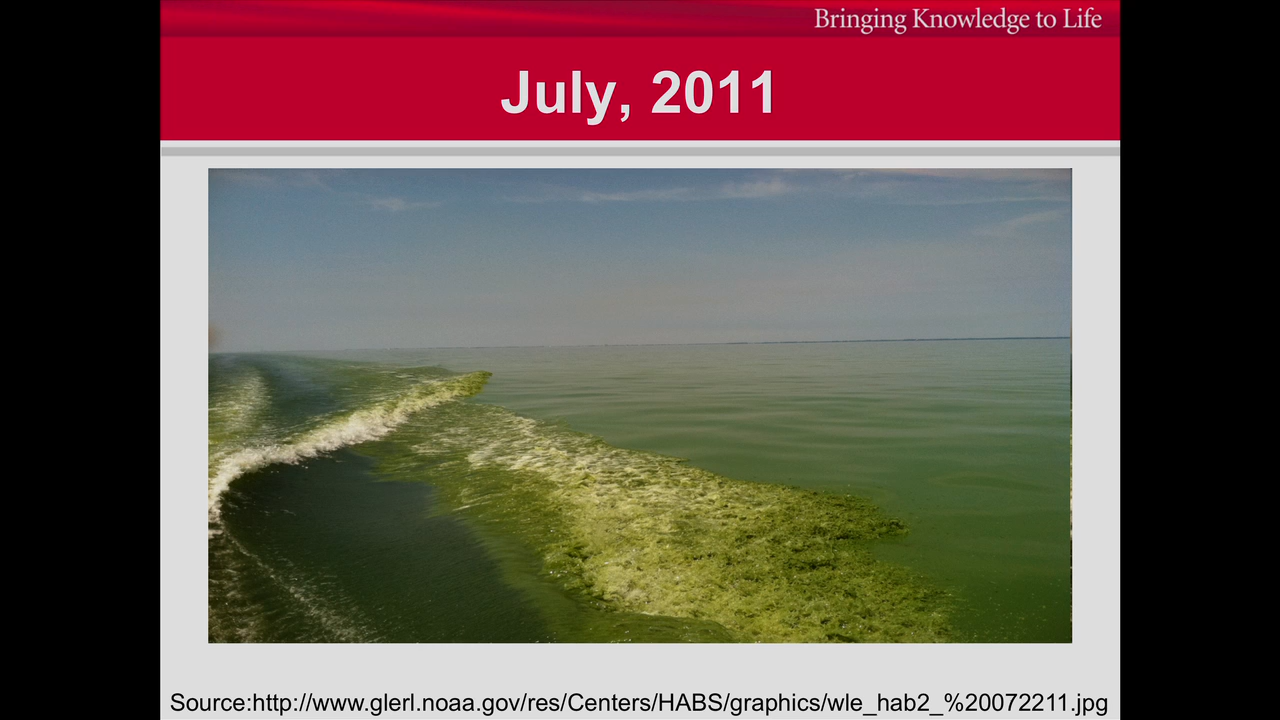 Bringing Knowledge to Life
July, 2011
Source:http://www.glerl.noaa.gov/res/Centers/HABS/graphics/wle_hab2_%20072211.jpg